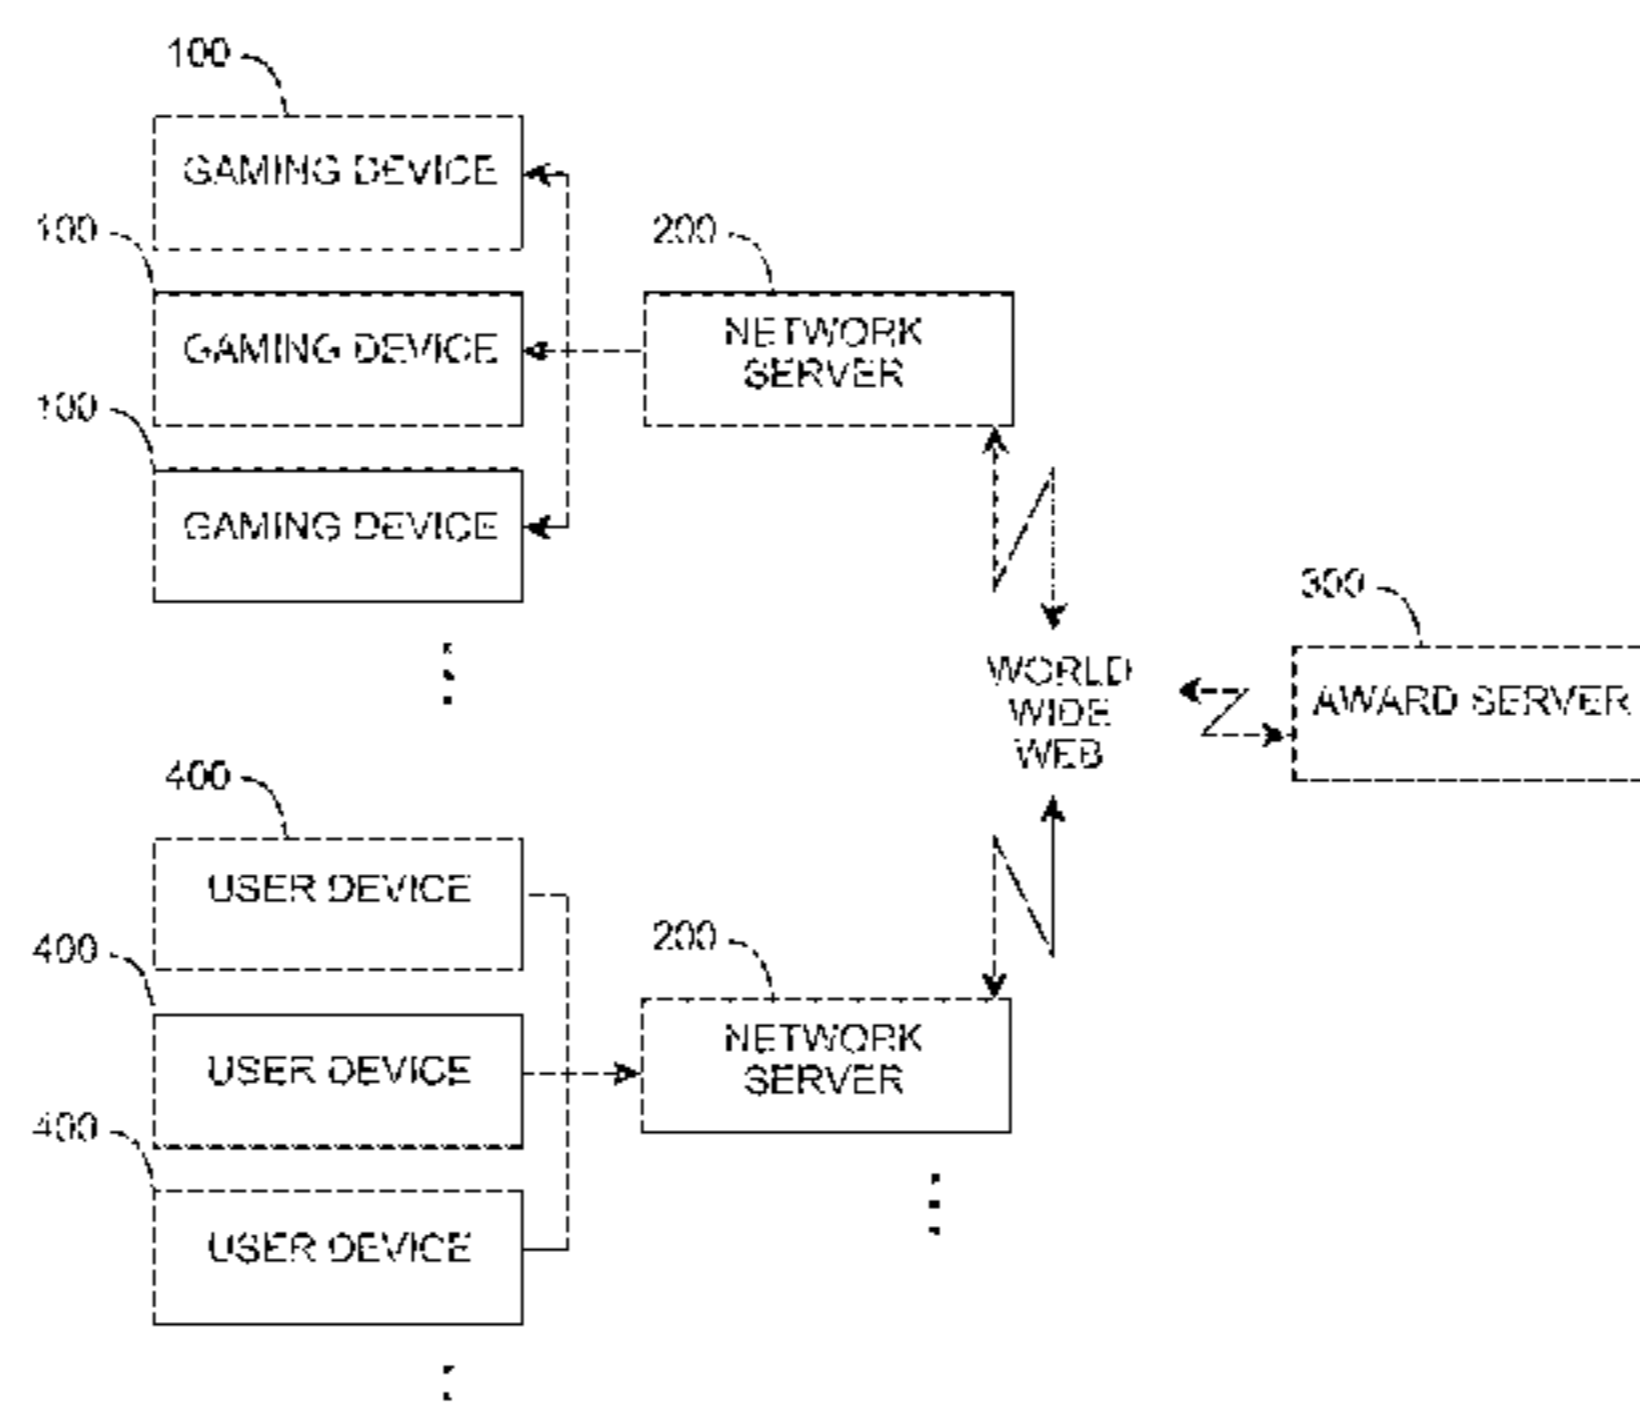 100
GAMING DEVICE
100
GAMING DEVICE
100
GAMING DEVICE
200
NETWORK
SERVER
300
AWARD SERVER
WORLD
WIDE
WEB
400
USER DEVICE
400
USER DEVICE
400
USER DEVICE
200
NETWORK
SERVER